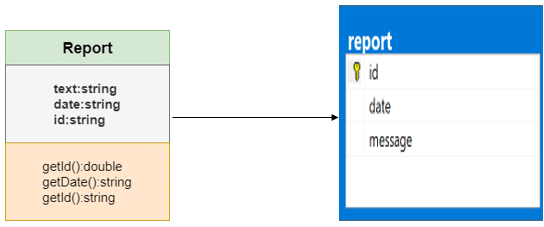 Report
text:string
date:string
id:string
getId():double
getDate():string
getId():string
report
id
date
message